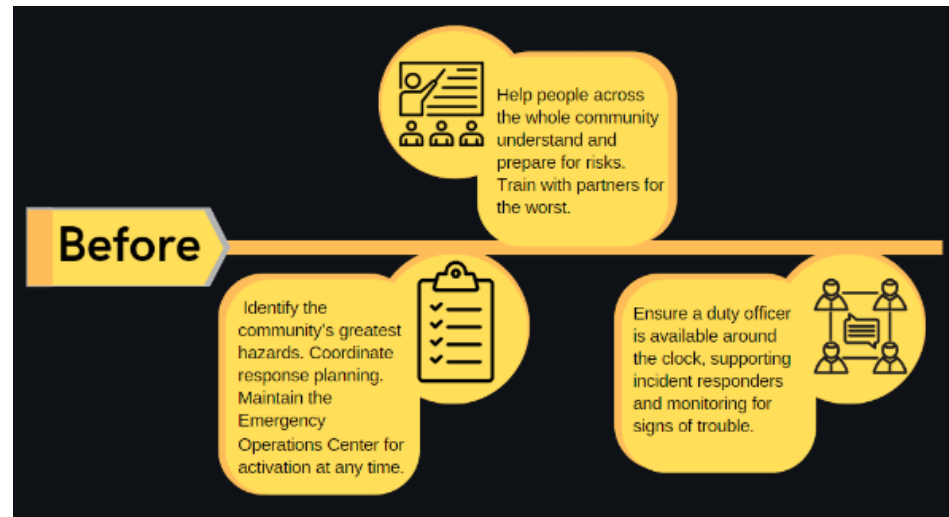 Before
Identify the
community's greatest
hazards. Coordinate
response planning.
Maintain the
Emergency
Operations Center for
activation at any time.
Help people across
the whole community
understand and
prepare for risks.
Train with partners for
the worst.
Ensure a duty officer
is available around
the clock, supporting
incident responders
and monitoring for
signs of trouble.